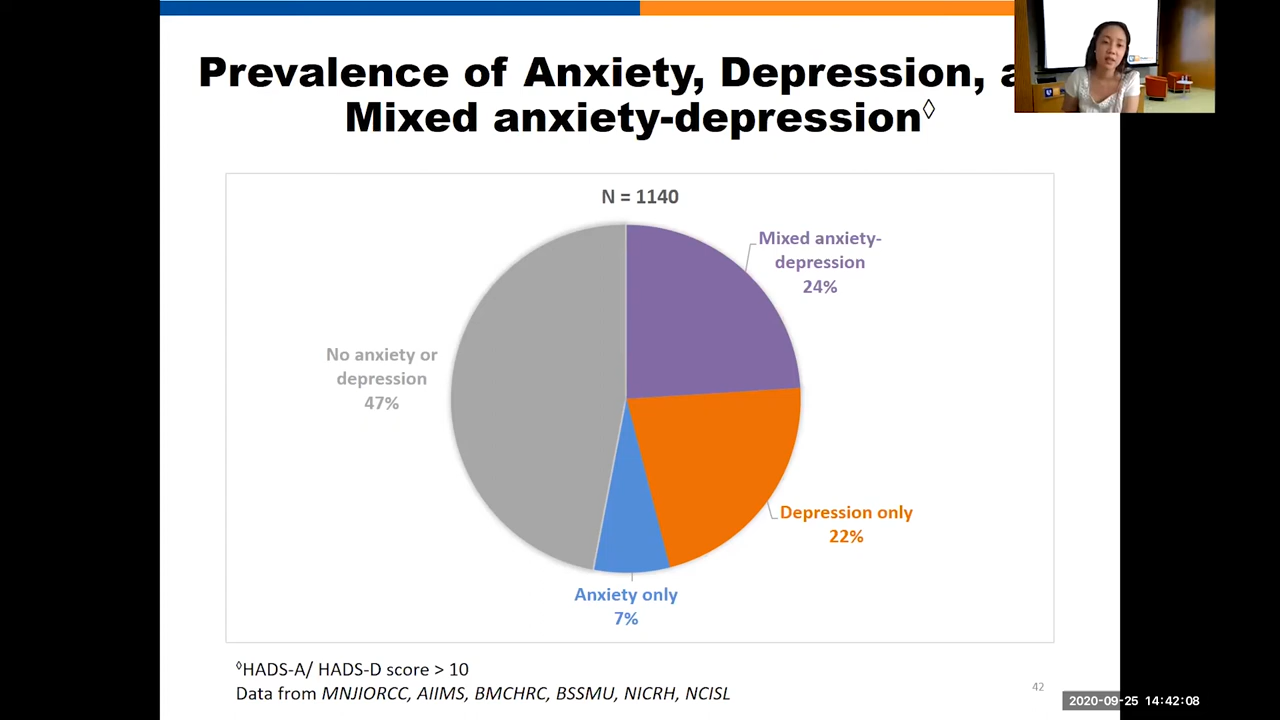 Prevalence of Anxiety, Depression,
Mixed anxiety-depression◊
N = 1140
Mixed anxiety-
depression
24%
No anxiety or
depression
47%
Depression only
22%
Anxiety only
7%
◊HADS-A/ HADS-D score > 10
Data from MNJIORCC, AIIMS, BMCHRC, BSSMU, NICRH, NCISL
42
2020-09-25 14:42:08